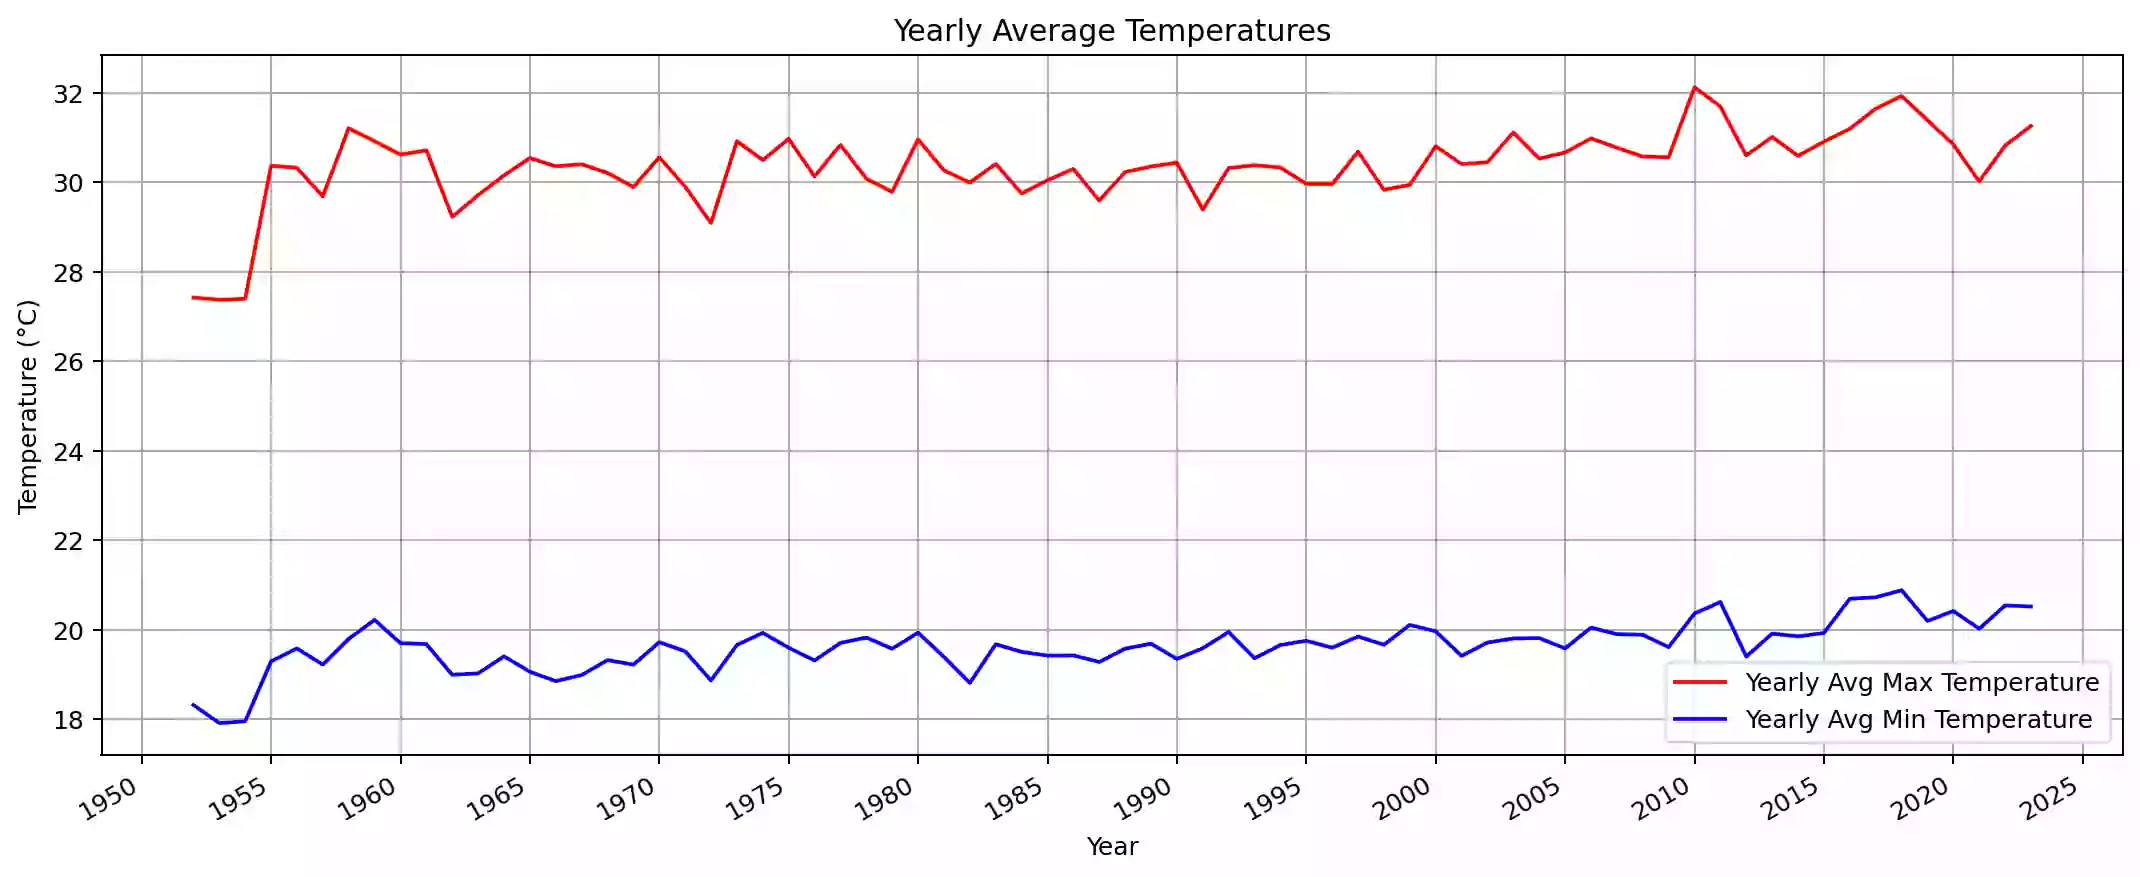 Yearly Average Temperatures
Temperature (°C)
32
30
28
26
24
22
20
18
Yearly Avg Max Temperature
Yearly Avg Min Temperature
1950 1955 1960 1965 1970 1975 1980 1985 1990 1995 2000 2005 2010 2015 2020 2025
Year